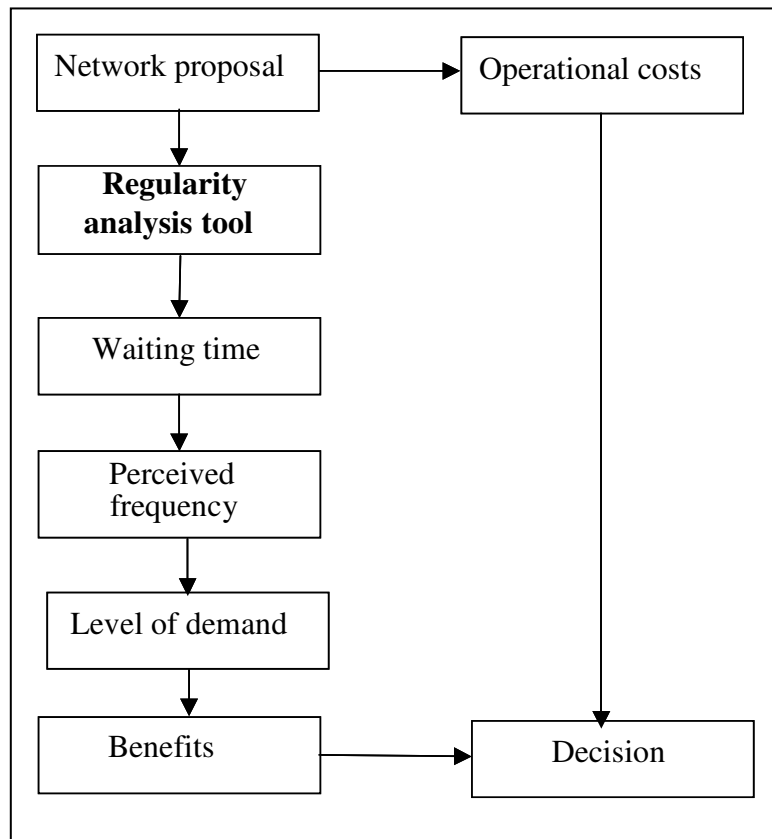 Network proposal
Operational costs
Regularity
analysis tool
Waiting time
Perceived
frequency
Level of demand
Benefits
Decision